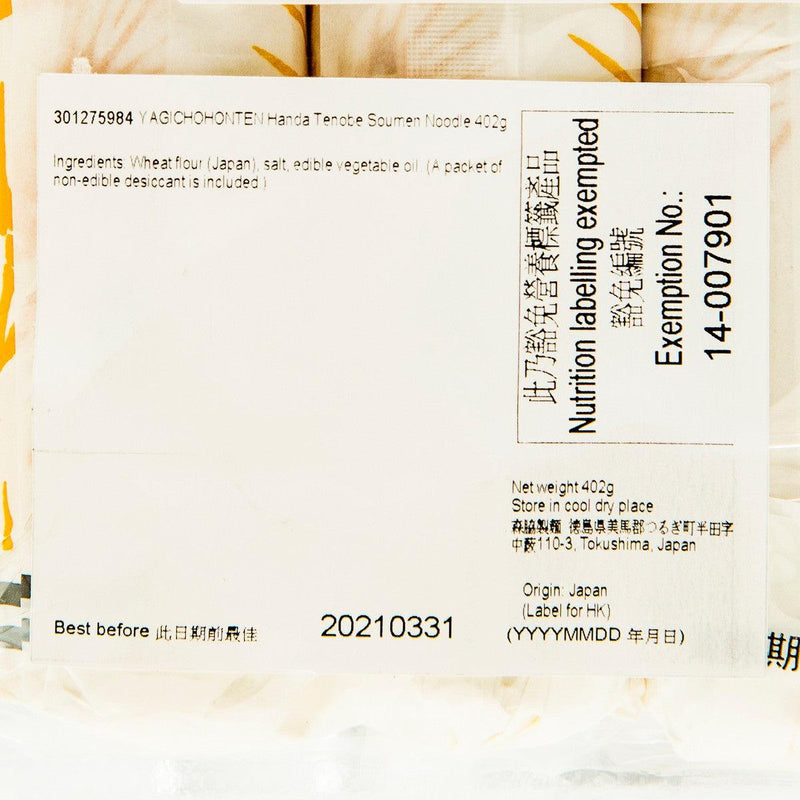 301275984 YAGICHOHONTEN Handa Tenobe Soumen Noodle 402g
Ingredients: Wheat flour (Japan), salt, edible vegetable oil. (A packet of
non-edible desiccant is included.)
此乃豁免營養標籤產品
Nutrition labelling exempted
豁免編號
Exemption No.:
14-007901
Net weight 402g
Store in cool dry place
森脇製麺 徳島県美馬郡つるぎ町半田字
中藪110-3, Tokushima, Japan
Origin: Japan
(Label for HK)
Best before 此日期前最佳 20210331 (YYYYMMDD 年月日)
期